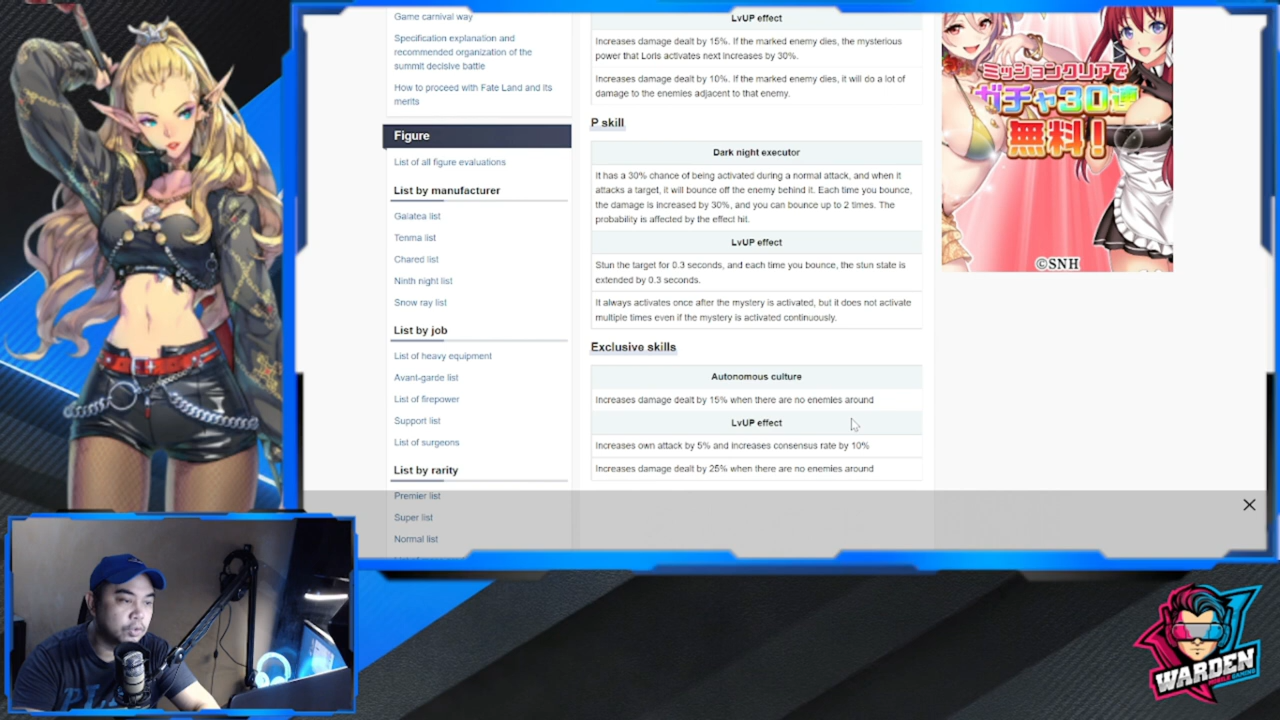 Game carnival way
Specification explanation and
recommended organization of the
summit decisive battle
How to proceed with Fate Land and its
merits
Figure
List of all figure evaluations
List by manufacturer
Galatea list
Tenma list
Chared list
Ninth night list
Snow ray list
List by job
List of heavy equipment
Avant-garde list
List of firepower
Support list
List of surgeons
List by rarity
Premier list
Super list
Normal list
LvUP effect
Increases damage dealt by 15%. If the marked enemy dies, the mysterious
power that Loris activates next increases by 30%.
Increases damage dealt by 10%. If the marked enemy dies, it will do a lot of
damage to the enemies adjacent to that enemy.
P skill
Dark night executor
It has a 30% chance of being activated during a normal attack, and when it
attacks a target, it will bounce off the enemy behind it. Each time you bounce,
the damage is increased by 30%, and you can bounce up to 2 times. The
probability is affected by the effect hit.
LvUP effect
Stun the target for 0.3 seconds, and each time you bounce, the stun state is
extended by 0.3 seconds.
It always activates once after the mystery is activated, but it does not activate
multiple times even if the mystery is activated continuously.
Exclusive skills
Autonomous culture
Increases damage dealt by 15% when there are no enemies around
LvUP effect
Increases own attack by 5% and increases consensus rate by 10%
Increases damage dealt by 25% when there are no enemies around
ミッションクリアで
ガチャ30連
無料!
©SNH
WARDEN
MOBILE GAMING